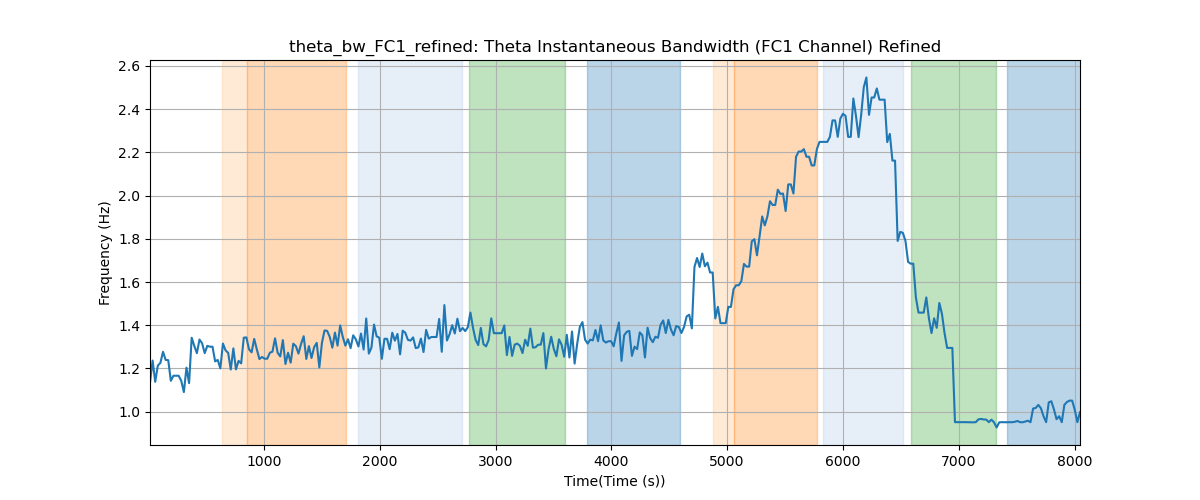 theta_bw_FC1_refined: Theta Instantaneous Bandwidth (FC1 Channel) Refined
2.6
2.4
2.2
2.0
1.8
1.6
1.4
1.2
1.0
Frequency (Hz)
1000 2000 3000 4000 5000 6000 7000 8000
Time(Time (s))